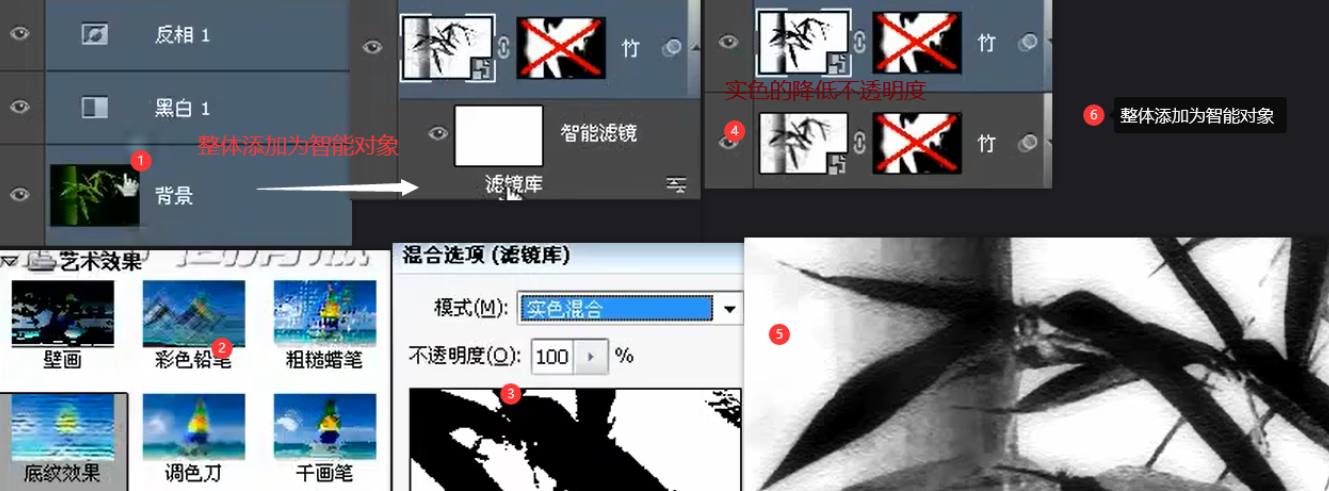 反相 1
黑白 1
1
整体添加为智能对象
背景
竹
智能滤镜
滤镜库
竹
实色的降低不透明度
4
竹
6
整体添加为智能对象
艺术效果
壁画
彩色铅笔
2
粗糙蜡笔
底纹效果
调色刀
干画笔
混合选项 (滤镜库)
模式(M): 实色混合
不透明度(O): 100 %
3
5